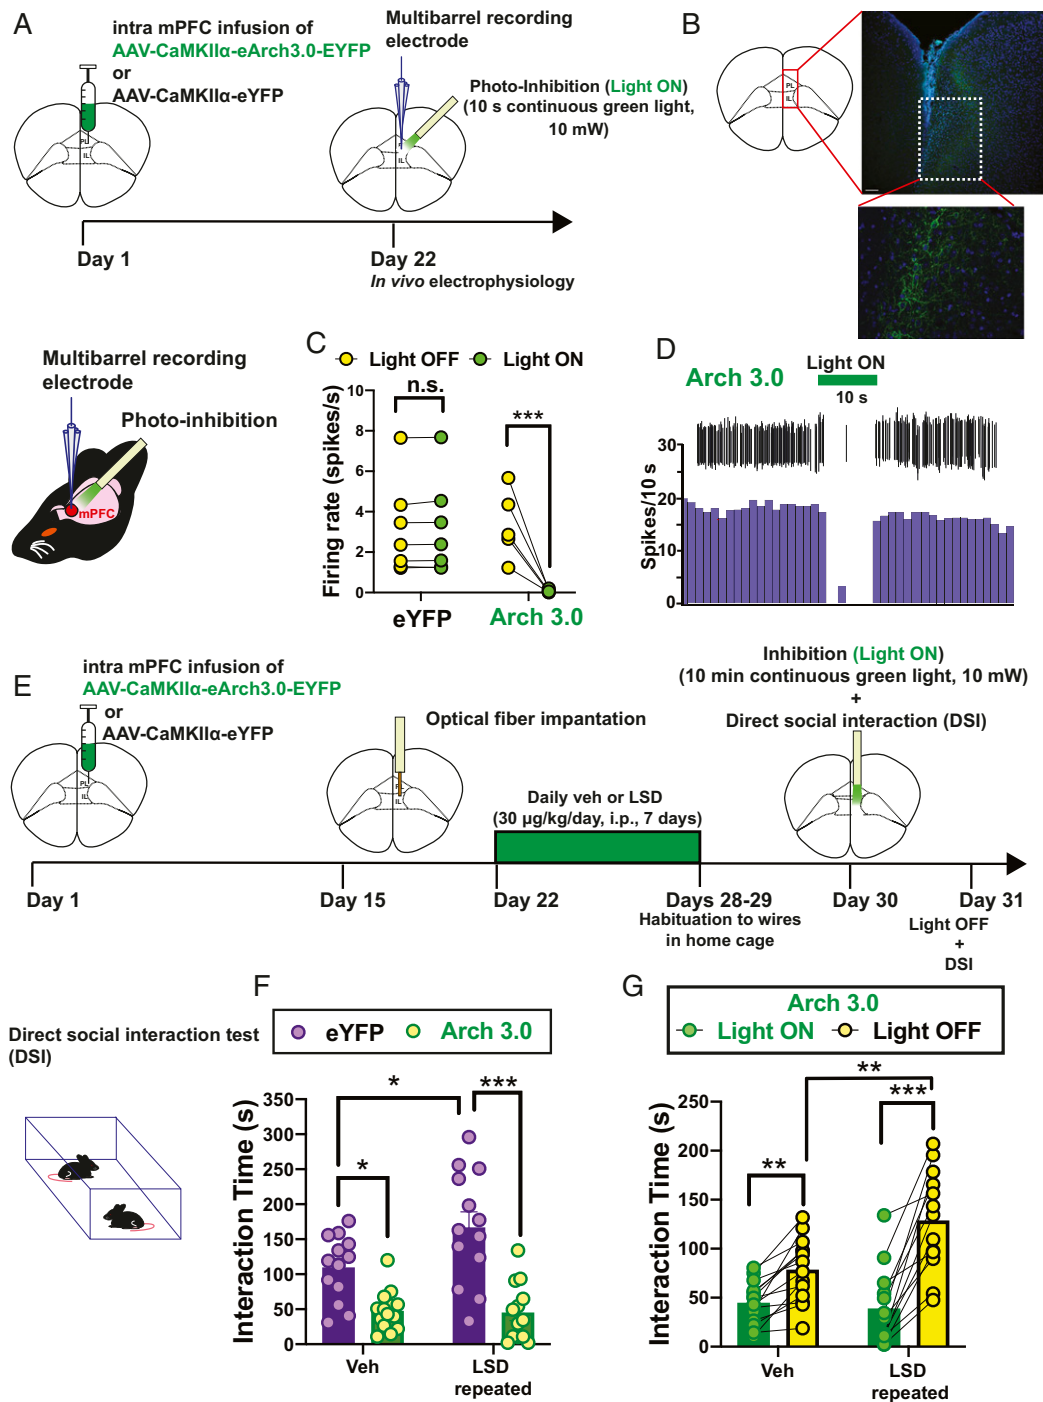 A
intra mPFC infusion of
AAV-CaMKIIα-eArch3.0-EYFP
or
AAV-CaMKIIα-eYFP
PL
IL
Multibarrel recording
electrode
Photo-Inhibition (Light ON)
(10 s continuous green light,
10 mW)
IL
Day 1
Day 22
In vivo electrophysiology
B
PL
IL
Multibarrel recording
electrode
Photo-inhibition
mPFC
C
Light OFF
Light ON
n.s.
***
Firing rate (spikes/s)
10
8
6
4
2
0
eYFP
Arch 3.0
D
Arch 3.0
Light ON
10 s
Spikes/10 s
30
20
10
0
E
intra mPFC infusion of
AAV-CaMKIIα-eArch3.0-EYFP
or
AAV-CaMKIIα-eYFP
PL
IL
Optical fiber implantation
IL
Daily veh or LSD
(30 µg/kg/day, i.p., 7 days)
Inhibition (Light ON)
(10 min continuous green light, 10 mW)
+
Direct social interaction (DSI)
Day 1
Day 15
Day 22
Days 28-29
Habituation to wires
in home cage
Day 30
Day 31
Light OFF
+
DSI
Direct social interaction test
(DSI)
F
eYFP
Arch 3.0
*
***
*
Interaction Time (s)
350
300
250
200
150
100
50
0
Veh
LSD
repeated
G
Arch 3.0
Light ON
Light OFF
**
***
**
Interaction Time (s)
250
200
150
100
50
0
Veh
LSD
repeated